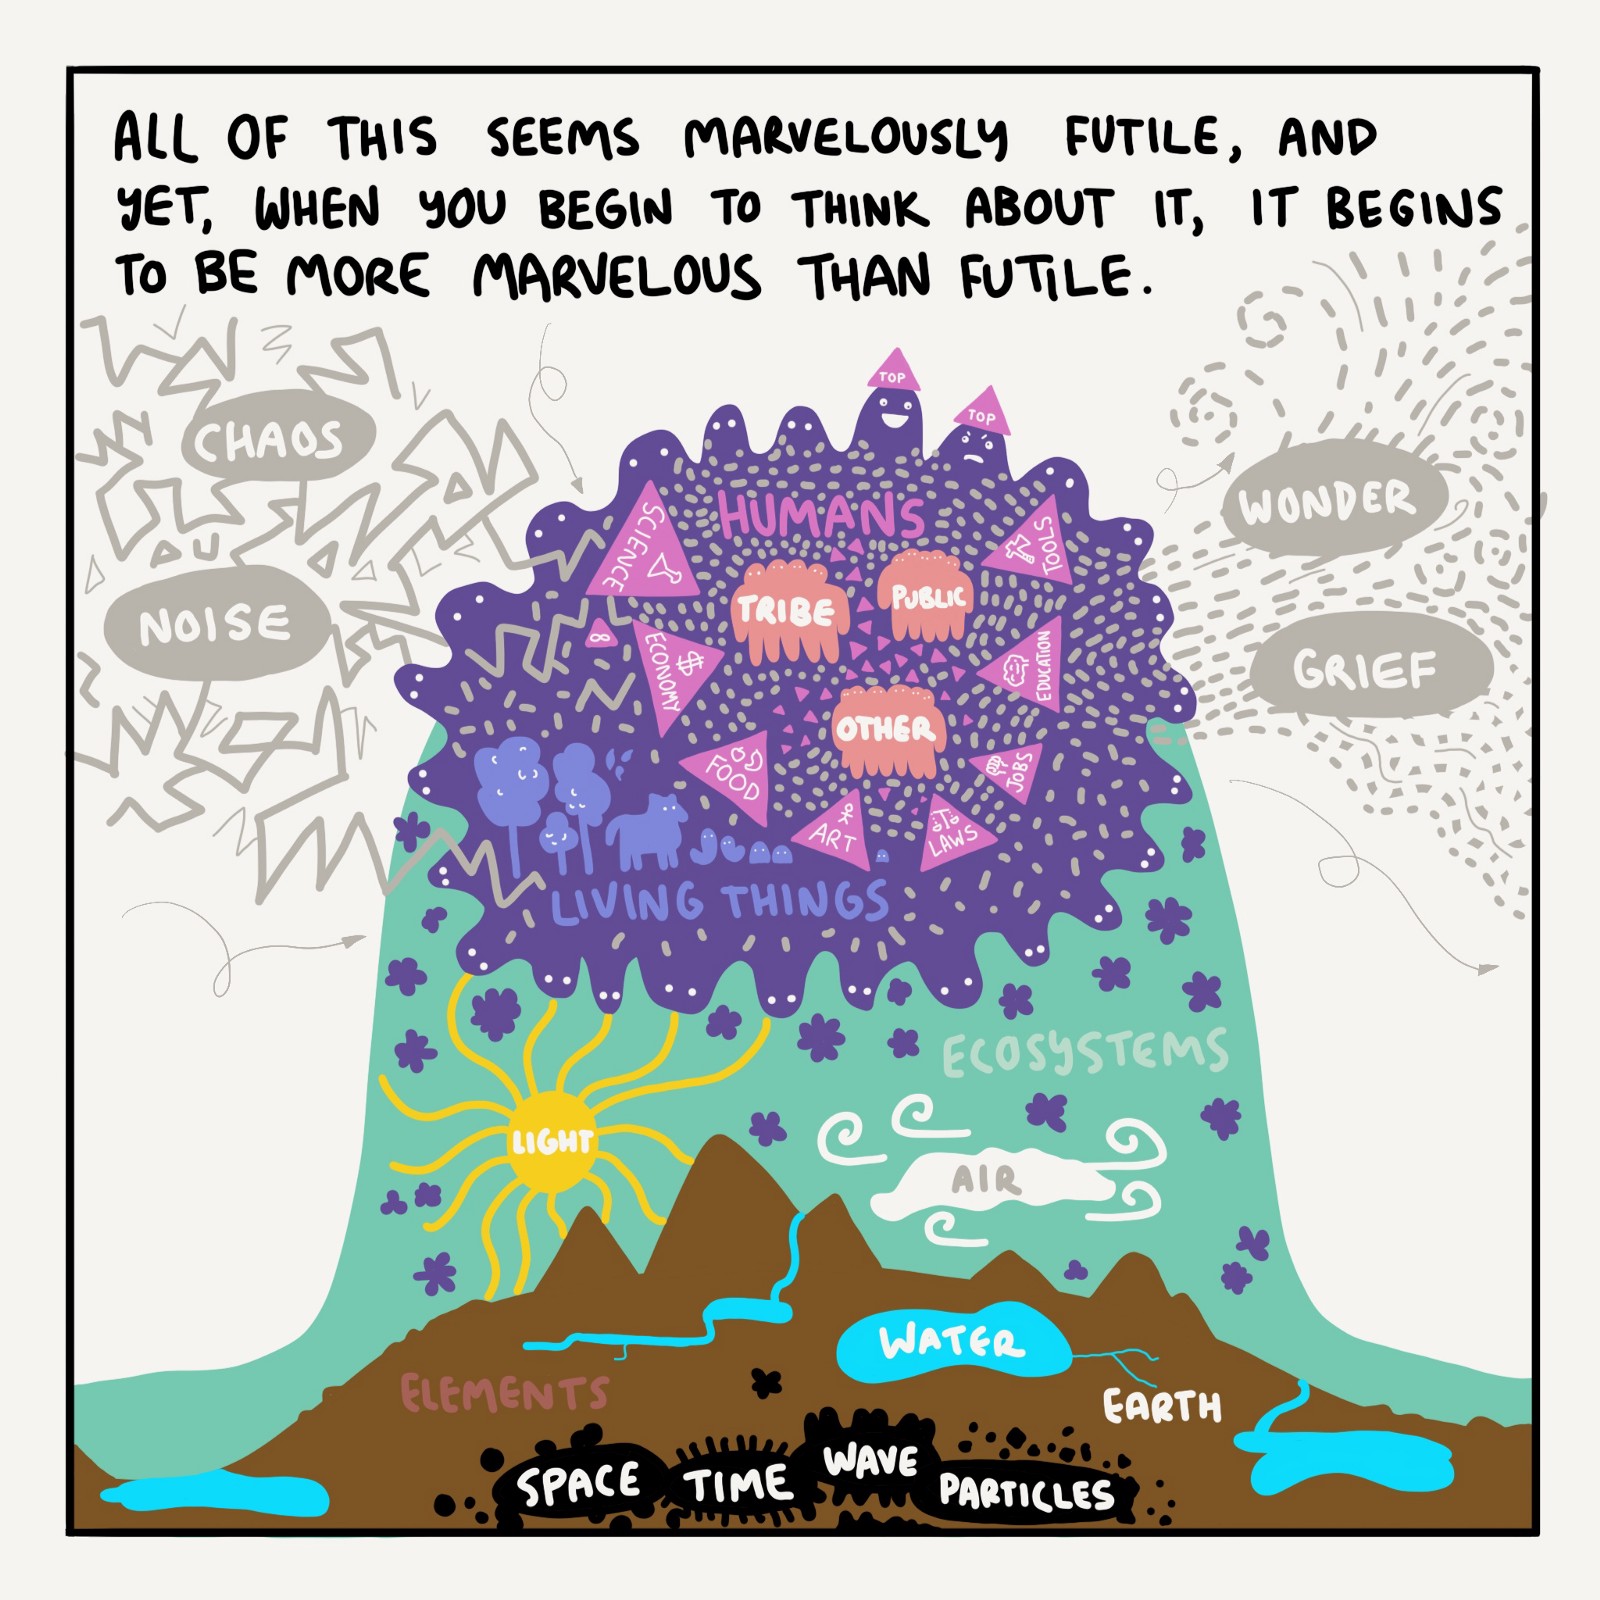 ALL OF THIS SEEMS MARVELOUSLY FUTILE, AND
YET, WHEN YOU BEGIN TO THINK ABOUT IT, IT BEGINS
TO BE MORE MARVELOUS THAN FUTILE.
TOP
TOP
CHAOS
WONDER
HUMANS
SCIENCE
TOOLS
NOISE
TRIBE
PUBLIC
8
ECONOMY
$
EDUCATION
GRIEF
OTHER
FOOD
JOBS
ART
LAWS
LIVING THINGS
ECOSYSTEMS
LIGHT
AIR
WATER
ELEMENTS
EARTH
SPACE
TIME
WAVE
PARTICLES